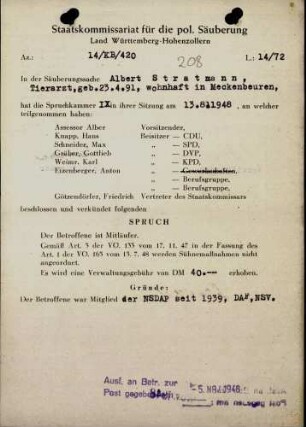 Staatskommissariat für die pol. Säuberung
Land Württemberg-Hohenzollern
Az.: 14/KB/420 L.: 14/72
208
In der Säuberungssache Albert Stratmann,
Tierarzt, geb.23.4.91, wohnhaft in Meckenbeuren,
hat die Spruchkammer IX in ihrer Sitzung am 13.8.1948, an welcher
teilgenommen haben:
Assessor Alber Vorsitzender,
Knapp, Hans Beisitzer — CDU,
Schneider, Max „ — SPD,
Gräber, Gottlieb „ — DVP,
Weimr, Karl „ — KPD,
Eizenberger, Anton „ — Gewerkschaften,
„ — Berufsgruppe,
„ — Berufsgruppe,
Götzendörfer, Friedrich Vertreter des Staatskommissars
beschlossen und verkündet folgenden
SPRUCH
Der Betroffene ist Mitläufer.
Gemäß Art. 3 der VO. 133 vom 17. 11. 47 in der Fassung des
Art. 1 der VO. 165 vom 13. 7. 48 werden Sühnemaßnahmen nicht
angeordnet.
Es wird eine Verwaltungsgebühr von DM 40.— erhoben.
Gründe:
Der Betroffene war Mitglied der NSDAP seit 1939, DAF, NSV.
Ausf. an Betr. zur
Post gegeben